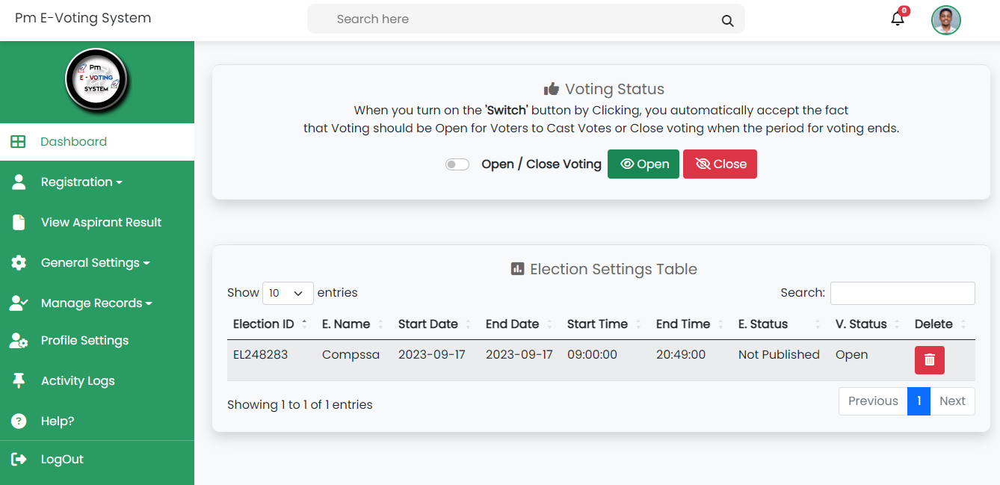 Pm E-Voting System
Search here
0
Pm
E - VOTING
SYSTEM
Dashboard
Registration
View Aspirant Result
General Settings
Manage Records
Profile Settings
Activity Logs
Help?
LogOut
Voting Status
When you turn on the 'Switch' button by Clicking, you automatically accept the fact
that Voting should be Open for Voters to Cast Votes or Close voting when the period for voting ends.
Open / Close Voting Open Close
Election Settings Table
Show 10 entries Search:
Election ID E. Name Start Date End Date Start Time End Time E. Status V. Status Delete
EL248283 Compssa 2023-09-17 2023-09-17 09:00:00 20:49:00 Not Published Open
Showing 1 to 1 of 1 entries Previous 1 Next